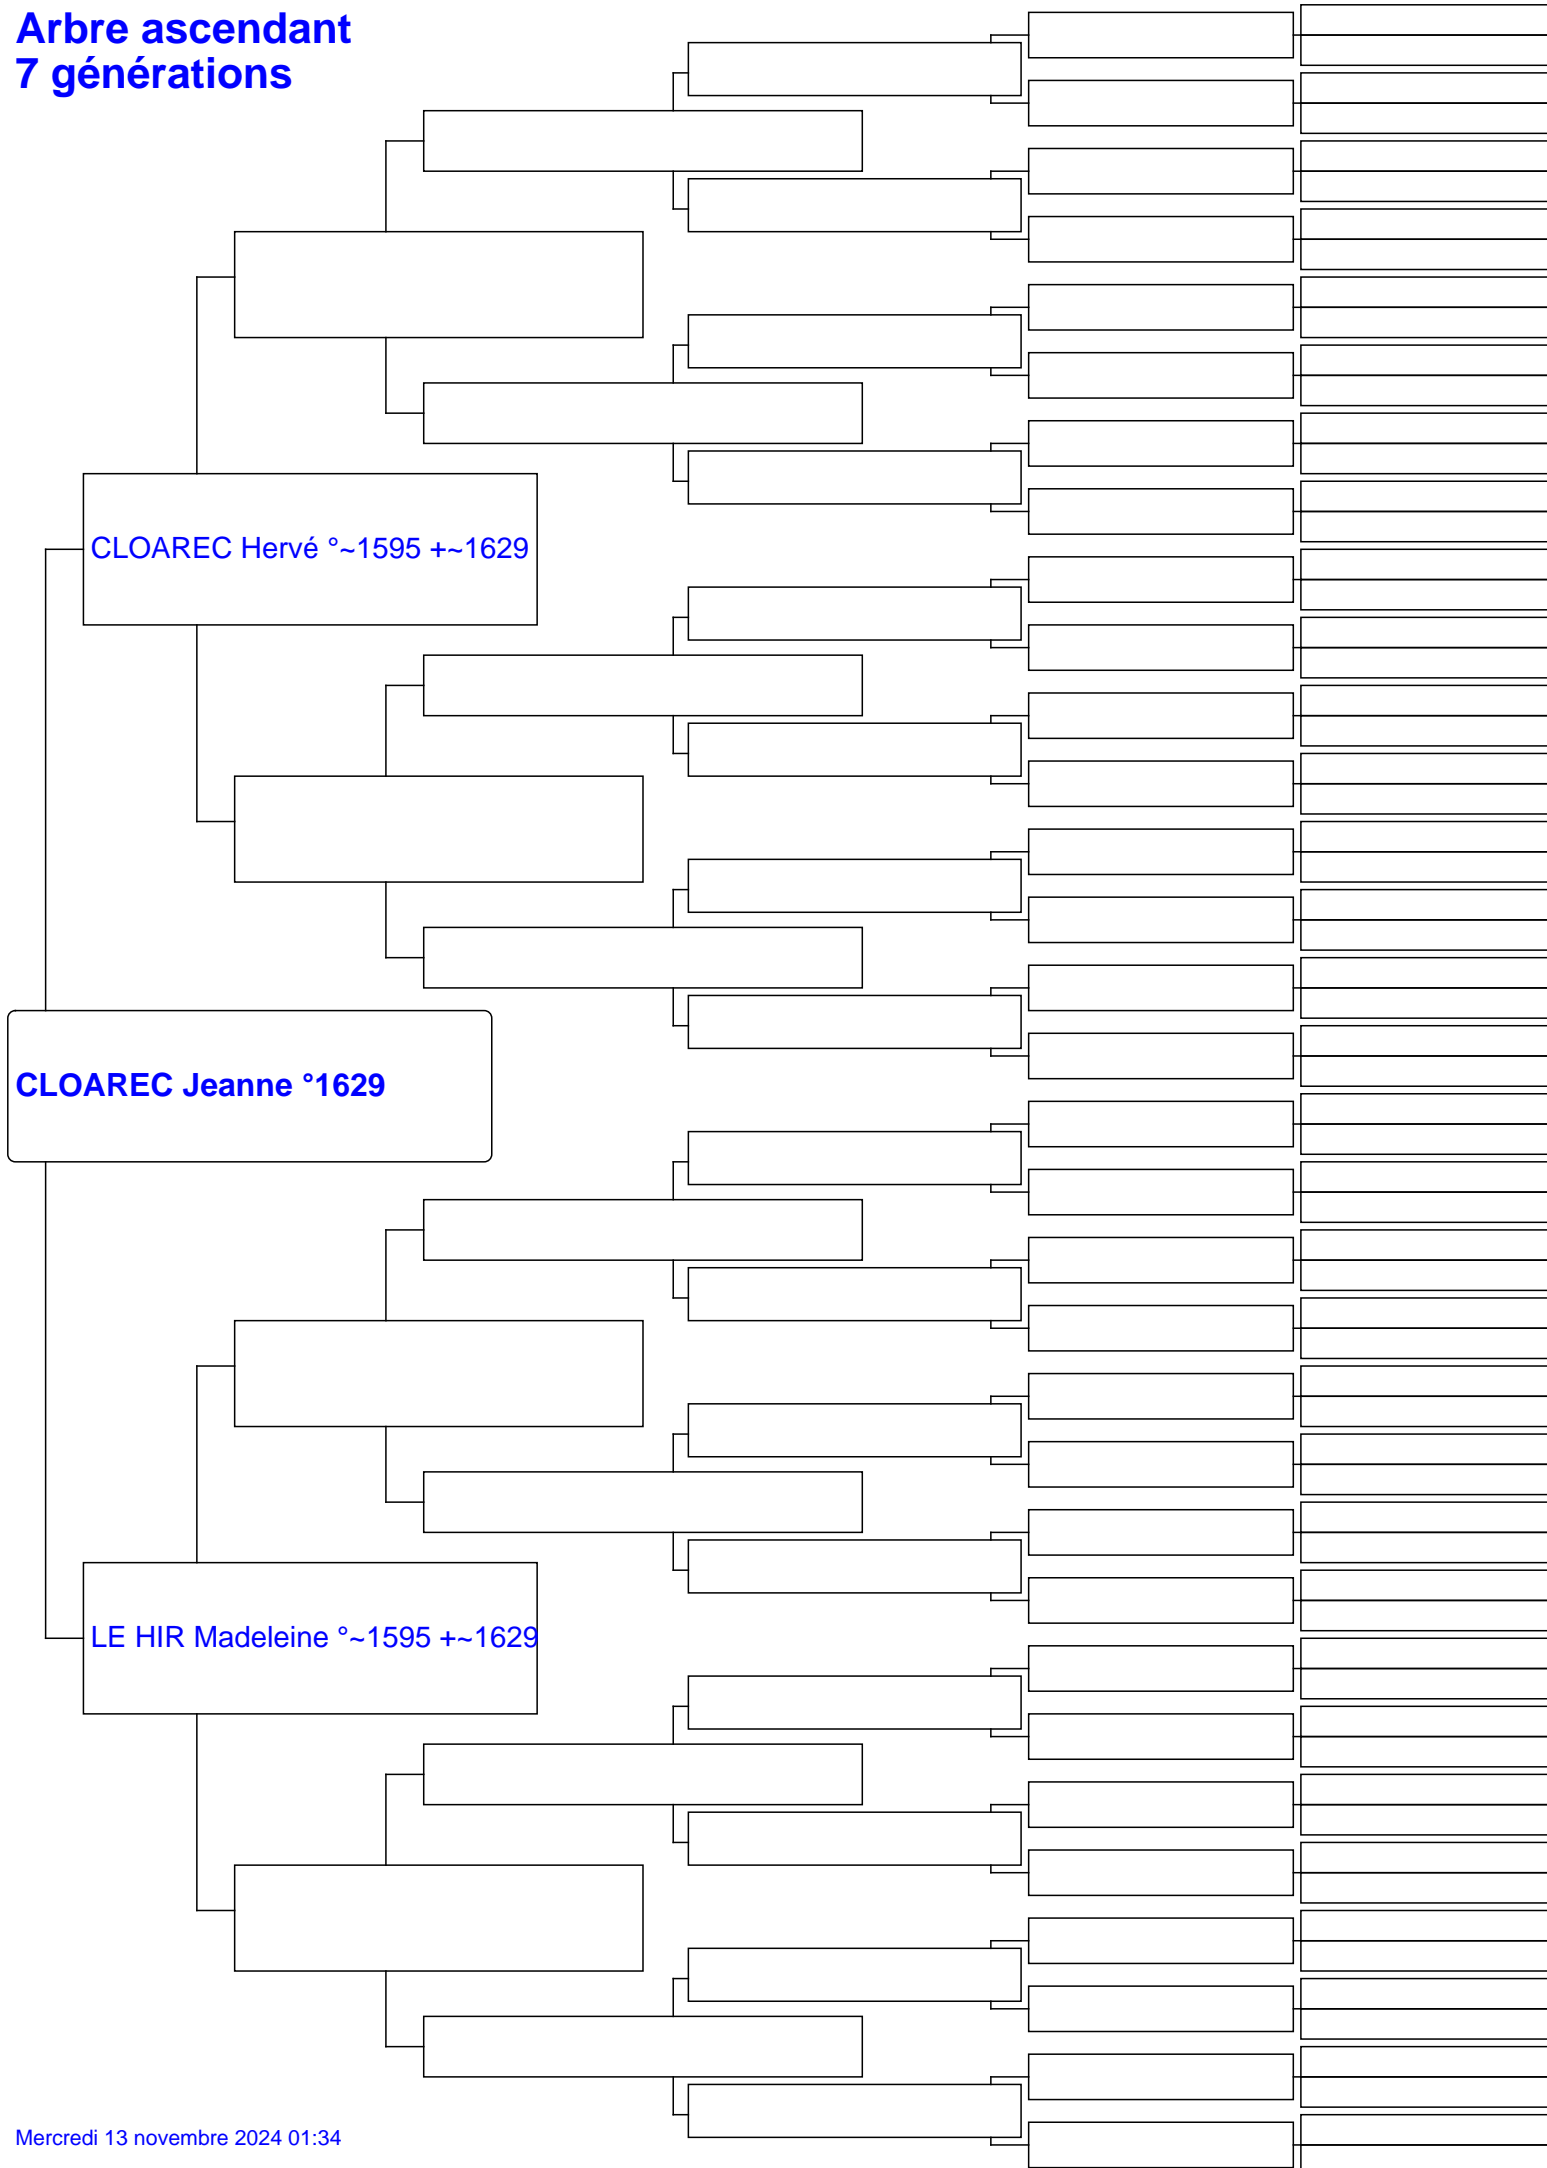 Arbre ascendant
7 générations
CLOAREC Hervé °~1595 +~1629
CLOAREC Jeanne °1629
LE HIR Madeleine °~1595 +~1629
Mercredi 13 novembre 2024 01:34